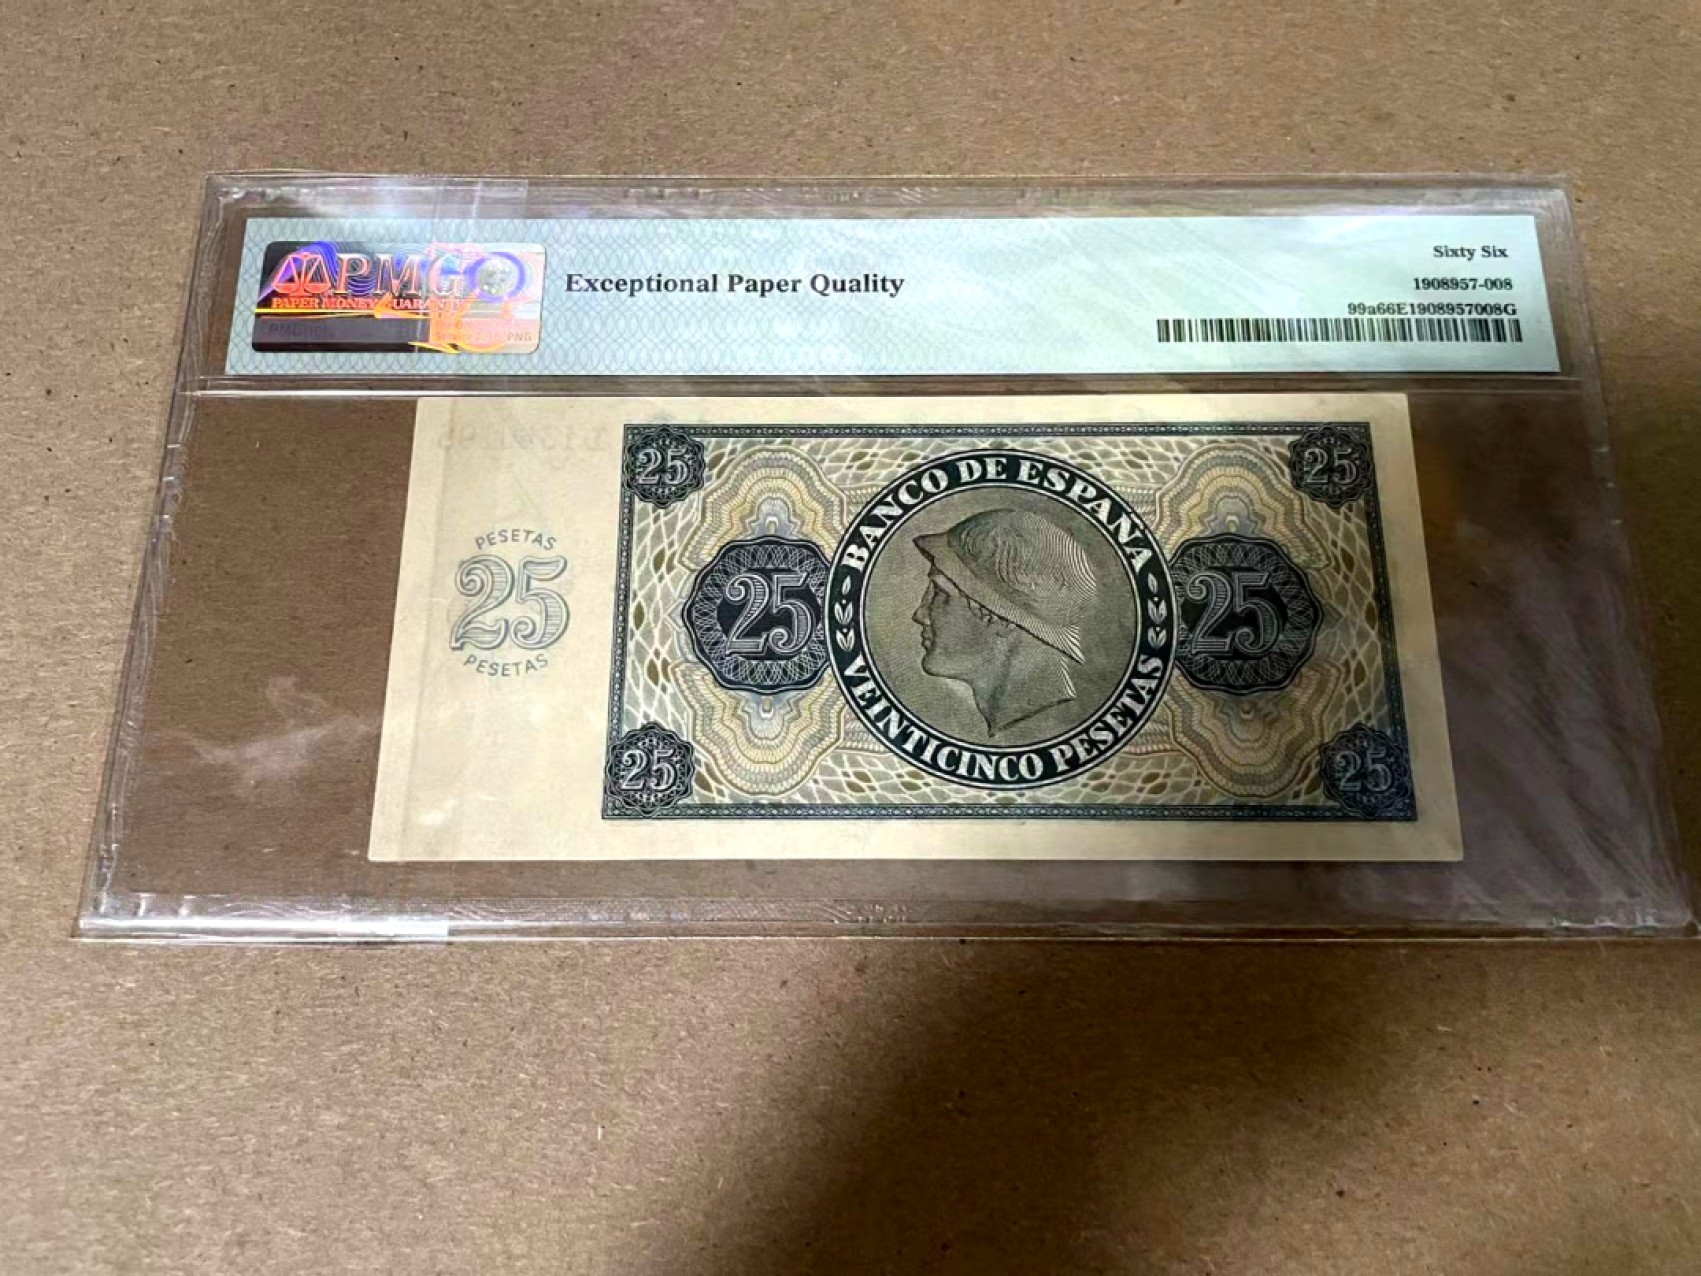 PMG
PAPER MONEY GUARANTY
Exceptional Paper Quality
Sixty Six
1908957-008
99a66E1908957008G
25
25
PESETAS
25
PESETAS
25
BANCO DE ESPAÑA
VEINTICINCO PESETAS
25
25
25